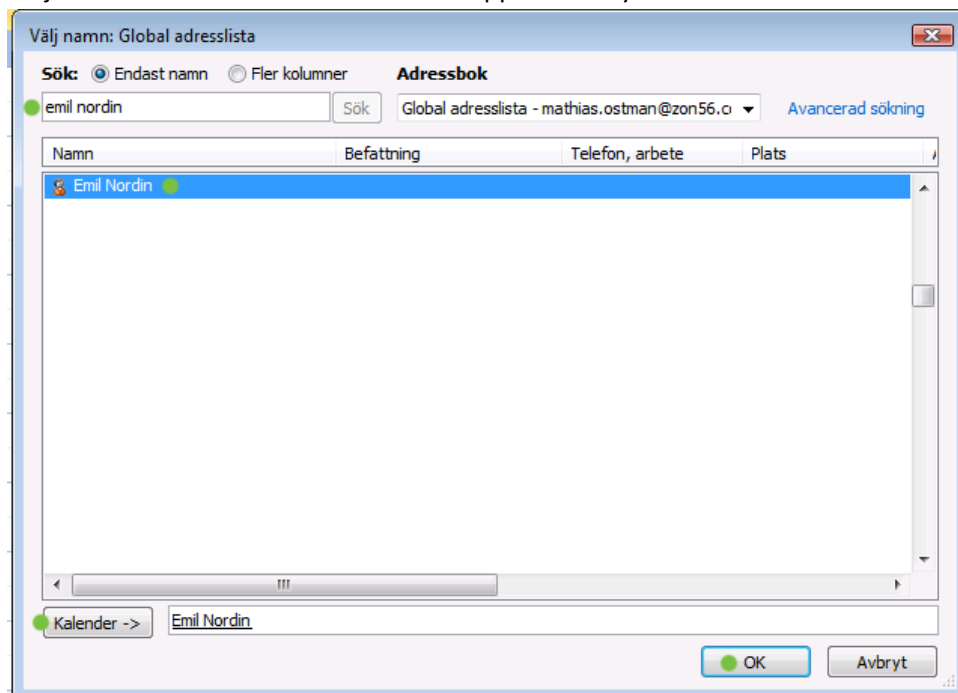 Välj namn: Global adresslista
Sök: Endast namn Fler kolumner Adressbok
emil nordin Sök Global adresslista - mathias.ostman@zon56.c Avancerad sökning
Namn Befattning Telefon, arbete Plats
Emil Nordin
Kalender -> Emil Nordin
OK Avbryt